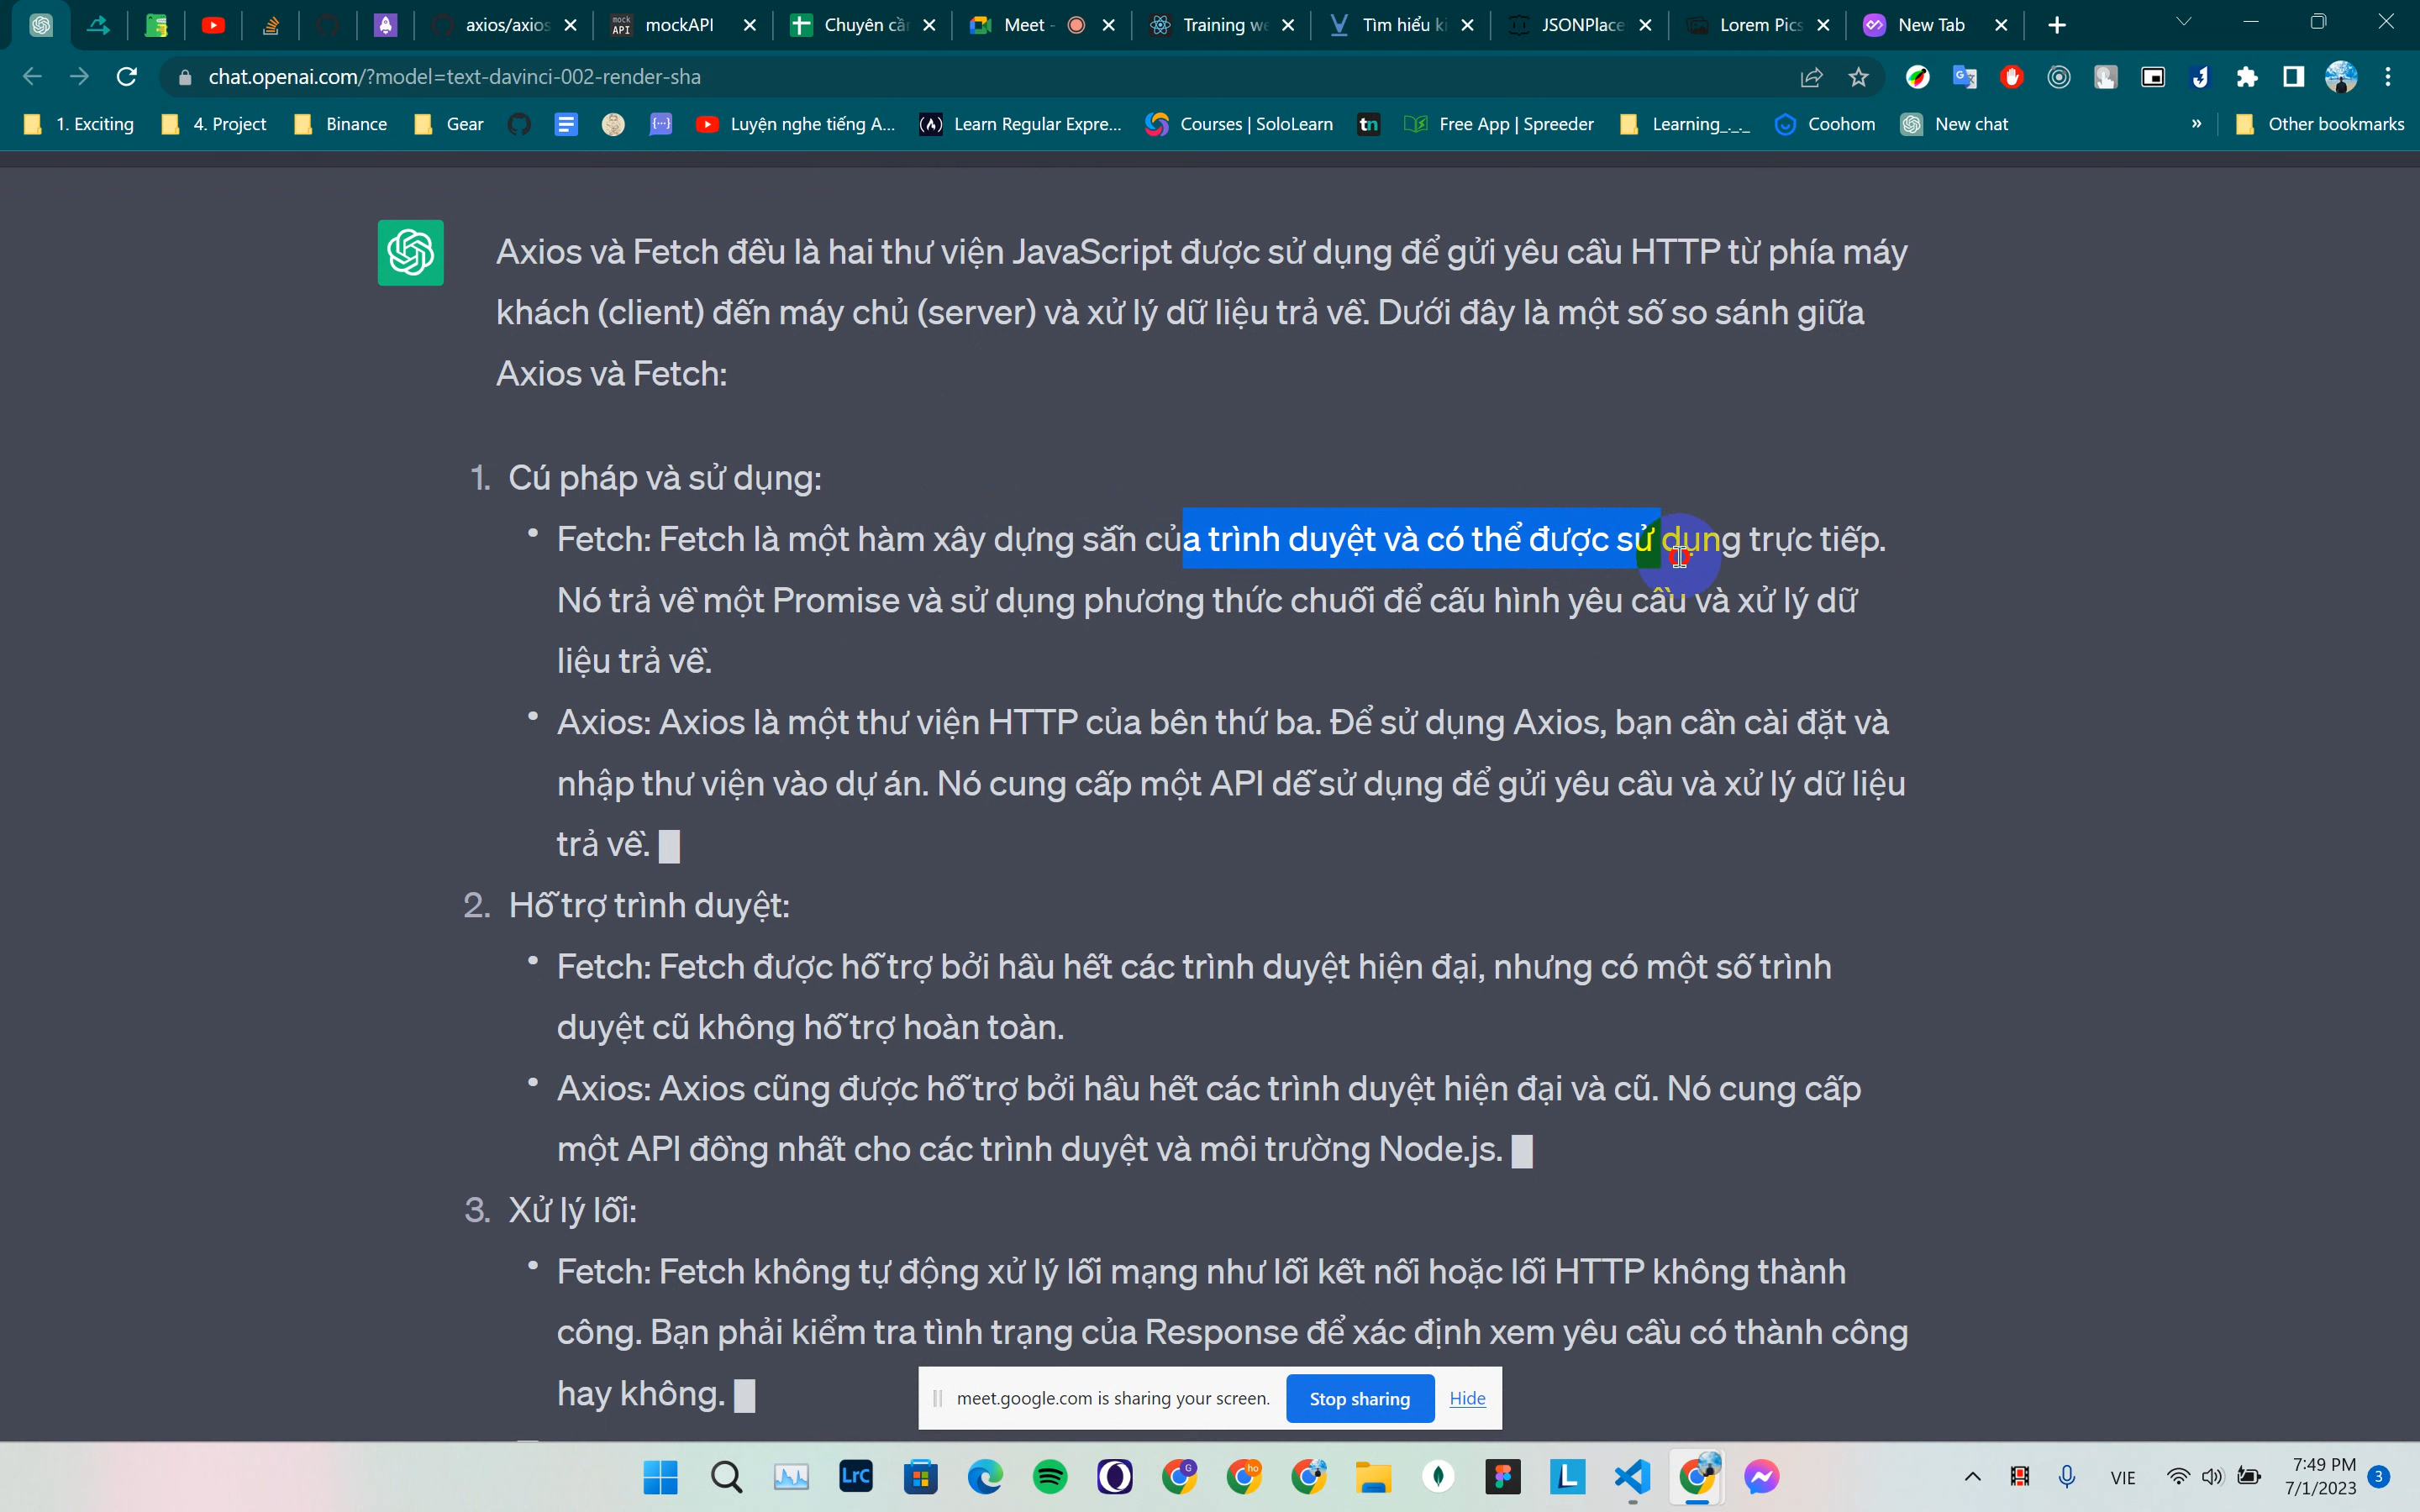 axios/axios
mockAPI
Chuyên cầ
Meet -
Training we
Tìm hiểu ki
JSONPlace
Lorem Pics
New Tab
chat.openai.com/?model=text-davinci-002-render-sha
1. Exciting
4. Project
Binance
Gear
Luyện nghe tiếng A...
Learn Regular Expre...
Courses | SoloLearn
Free App | Spreeder
Learning_._._
Coohom
New chat
»
Other bookmarks
Axios và Fetch đều là hai thư viện JavaScript được sử dụng để gửi yêu cầu HTTP từ phía máy
khách (client) đến máy chủ (server) và xử lý dữ liệu trả về. Dưới đây là một số so sánh giữa
Axios và Fetch:
1. Cú pháp và sử dụng:
• Fetch: Fetch là một hàm xây dựng sẵn của trình duyệt và có thể được sử dụng trực tiếp.
Nó trả về một Promise và sử dụng phương thức chuỗi để cấu hình yêu cầu và xử lý dữ
liệu trả về.
• Axios: Axios là một thư viện HTTP của bên thứ ba. Để sử dụng Axios, bạn cần cài đặt và
nhập thư viện vào dự án. Nó cung cấp một API dễ sử dụng để gửi yêu cầu và xử lý dữ liệu
trả về.
2. Hỗ trợ trình duyệt:
• Fetch: Fetch được hỗ trợ bởi hầu hết các trình duyệt hiện đại, nhưng có một số trình
duyệt cũ không hỗ trợ hoàn toàn.
• Axios: Axios cũng được hỗ trợ bởi hầu hết các trình duyệt hiện đại và cũ. Nó cung cấp
một API đồng nhất cho các trình duyệt và môi trường Node.js.
3. Xử lý lỗi:
• Fetch: Fetch không tự động xử lý lỗi mạng như lỗi kết nối hoặc lỗi HTTP không thành
công. Bạn phải kiểm tra tình trạng của Response để xác định xem yêu cầu có thành công
hay không.
meet.google.com is sharing your screen.
Stop sharing
Hide
LrC
L
VIE
7:49 PM
7/1/2023
3